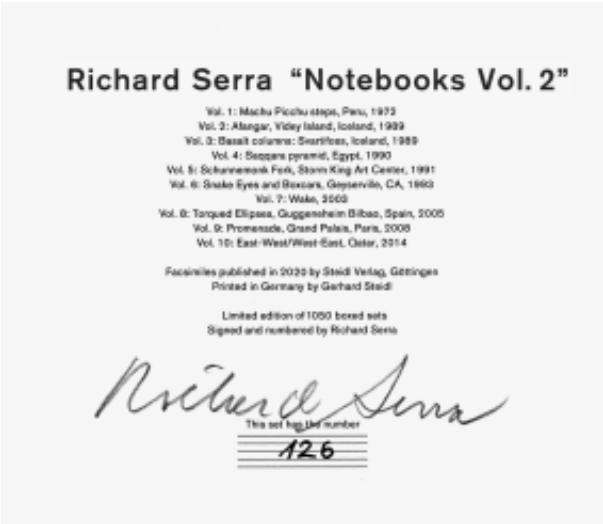 Richard Serra “Notebooks Vol. 2”
Vol. 1: Machu Picchu steps, Peru, 1972
Vol. 2: Afangar, Videy Island, Iceland, 1989
Vol. 3: Basalt columns: Svartifoss, Iceland, 1989
Vol. 4: Saqqara pyramid, Egypt, 1990
Vol. 5: Schunnemonk Fork, Storm King Art Center, 1991
Vol. 6: Snake Eyes and Boxcars, Geyserville, CA, 1993
Vol. 7: Wake, 2003
Vol. 8: Torqued Ellipses, Guggenheim Bilbao, Spain, 2005
Vol. 9: Promenade, Grand Palais, Paris, 2008
Vol. 10: East-West/West-East, Qatar, 2014
Facsimiles published in 2020 by Steidl Verlag, Göttingen
Printed in Germany by Gerhard Steidl
Limited edition of 1050 boxed sets
Signed and numbered by Richard Serra
Richard Serra
This set has the number
126